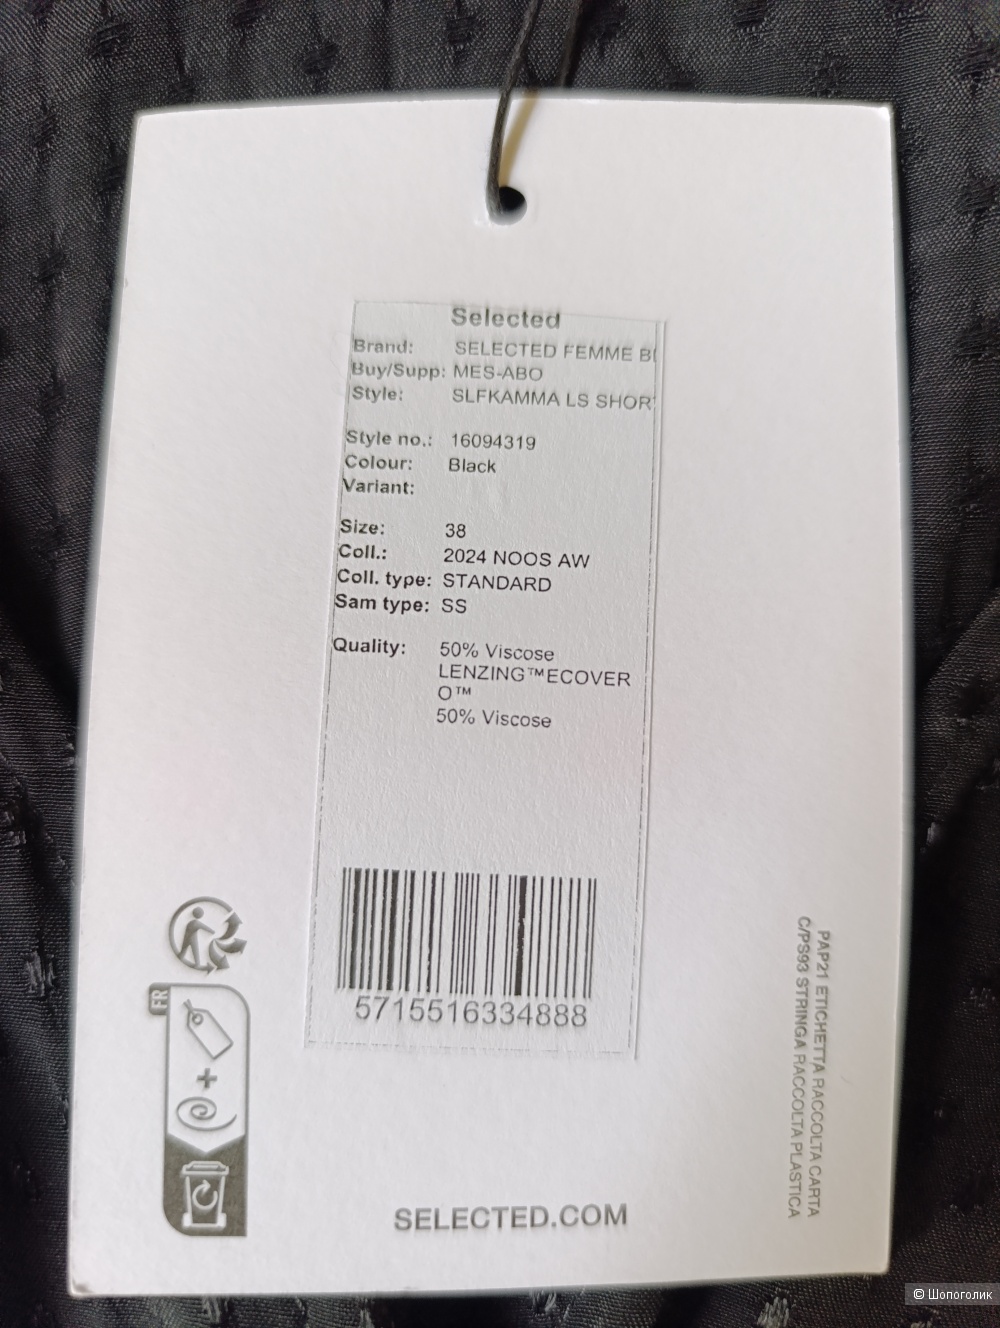 Selected
Brand: SELECTED FEMME
Buy/Supp: MES-ABO
Style: SLFKAMMA LS SHOR
Style no.: 16094319
Colour: Black
Variant:
Size: 38
Coll.: 2024 NOOS AW
Coll. type: STANDARD
Sam type: SS
Quality: 50% Viscose
LENZING™ECOVER
O™
50% Viscose
5715516334888
FR
PAP21 ETICHETTA RACCOLTA CARTA
C/PS93 STRINGA RACCOLTA PLASTICA
SELECTED.COM
© Шопоголик